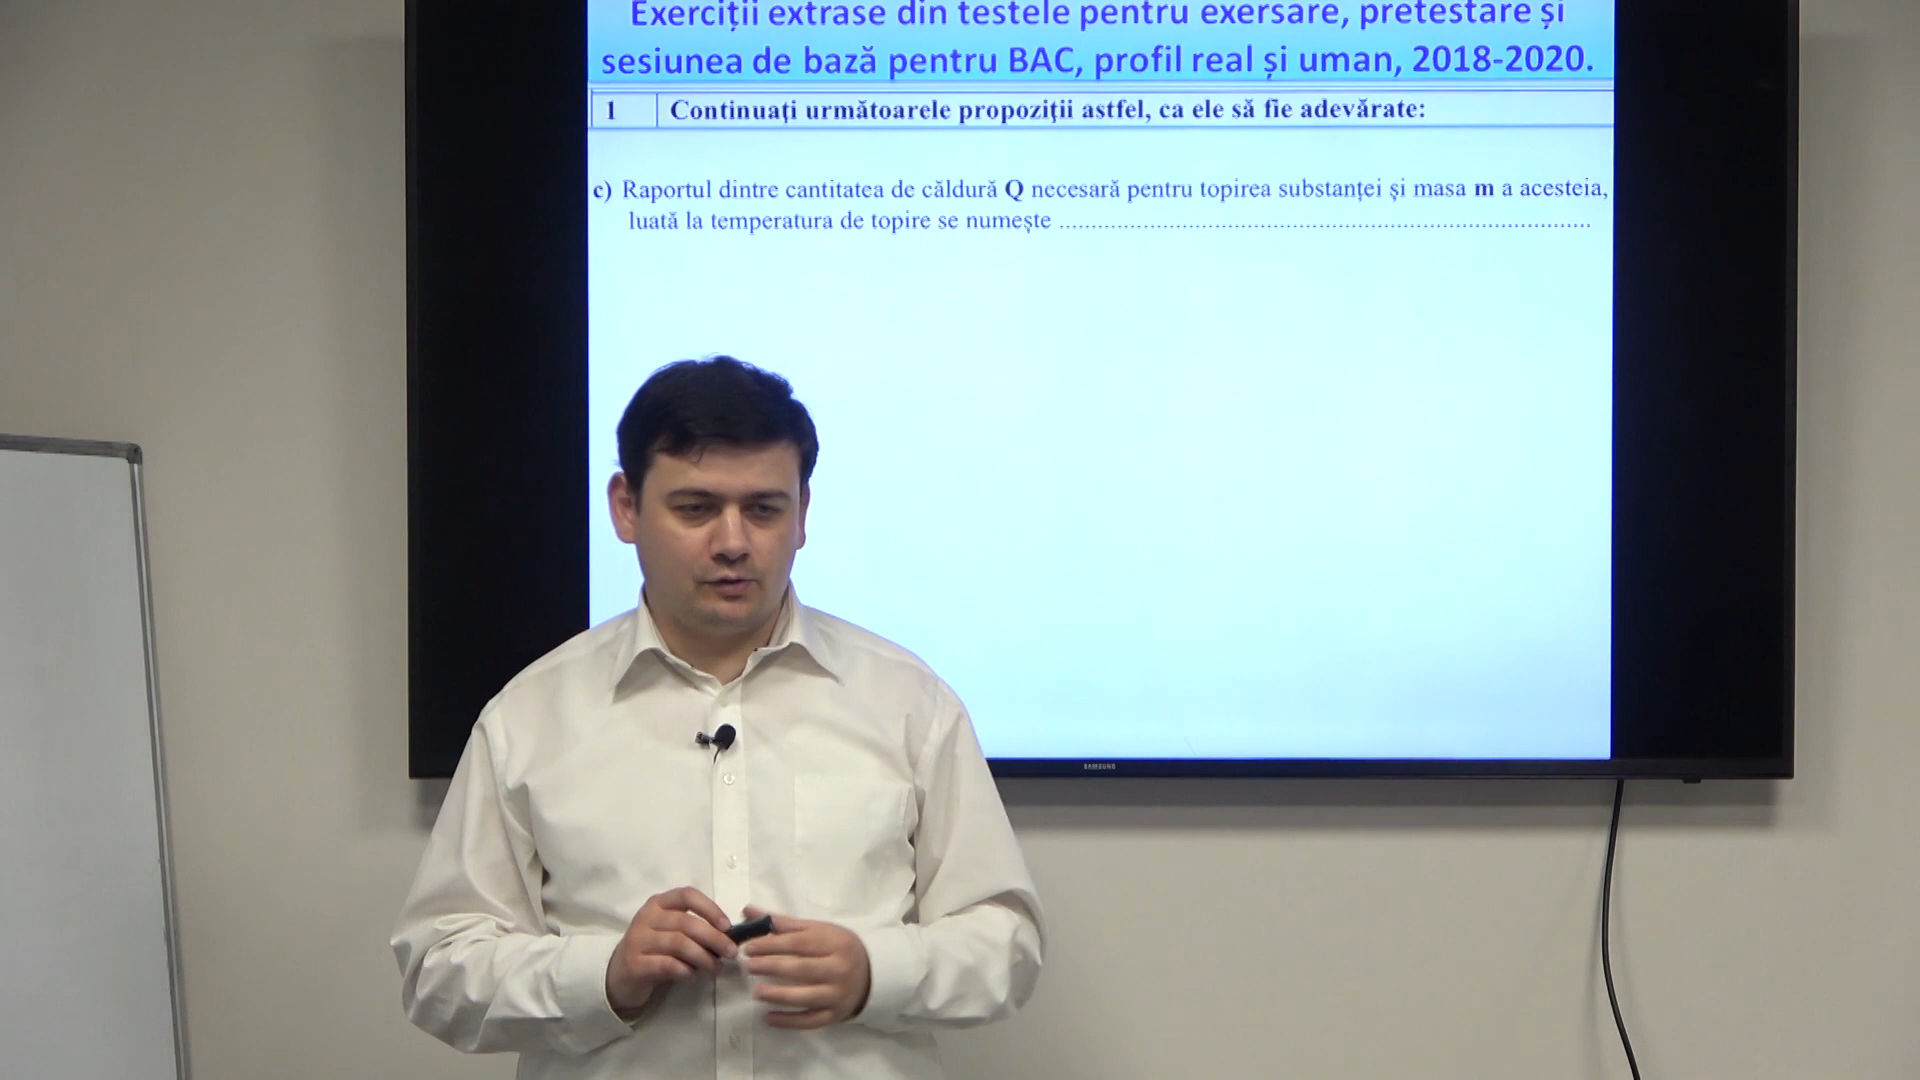 Exerciții extrase din testele pentru exersare, pretestare și
sesiunea de bază pentru BAC, profil real și uman, 2018-2020.
1 Continuaţi următoarele propoziţii astfel, ca ele să fie adevărate:
c) Raportul dintre cantitatea de căldură Q necesară pentru topirea substanței și masa m a acesteia,
luată la temperatura de topire se numește ....................................................................................
SAMSUNG